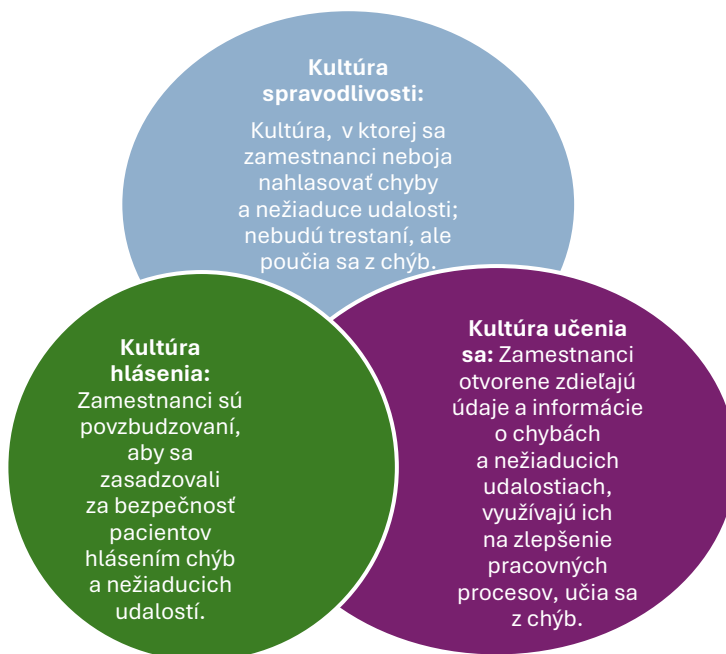 Kultúra
spravodlivosti:
Kultúra, v ktorej sa
zamestnanci neboja
nahlasovať chyby
a nežiaduce udalosti;
nebudú trestaní, ale
poučia sa z chýb.
Kultúra
hlásenia:
Zamestnanci sú
povzbudzovaní,
aby sa
zasadzovali
za bezpečnosť
pacientov
hlásením chýb
a nežiaducich
udalostí.
Kultúra učenia
sa: Zamestnanci
otvorene zdieľajú
údaje a informácie
o chybách
a nežiaducich
udalostiach,
využívajú ich
na zlepšenie
pracovných
procesov, učia sa
z chýb.